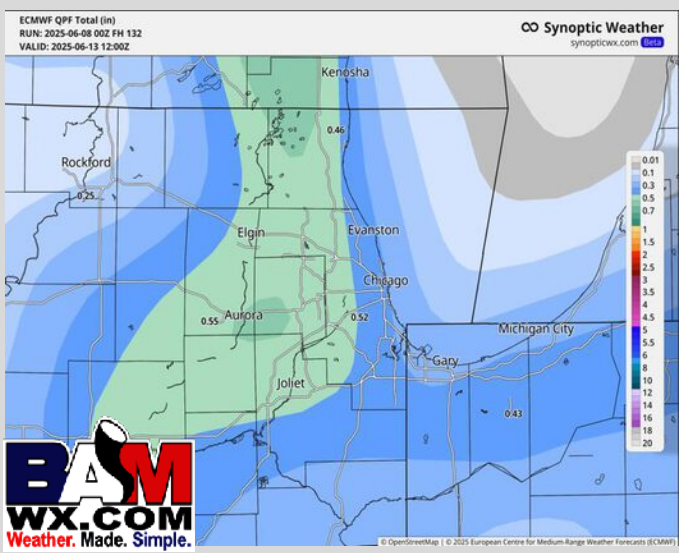 ECMWF QPF Total (in)
RUN: 2025-06-08 00Z FH 132
VALID: 2025-06-13 12:00Z
Synoptic Weather
synopticwx.com Beta
Kenosha
0.46
Rockford
0.25
Elgin
Evanston
Chicago
0.55 Aurora
0.52
Michigan City
Gary
Joliet
0.43
0.01
0.1
0.3
0.5
0.7
1
1.5
2
2.5
3
3.5
4
4.5
5
5.5
6
8
10
12
14
16
18
20
BAM
WX.COM
Weather. Made. Simple.
© OpenStreetMap | © 2025 European Centre for Medium-Range Weather Forecasts (ECMWF)